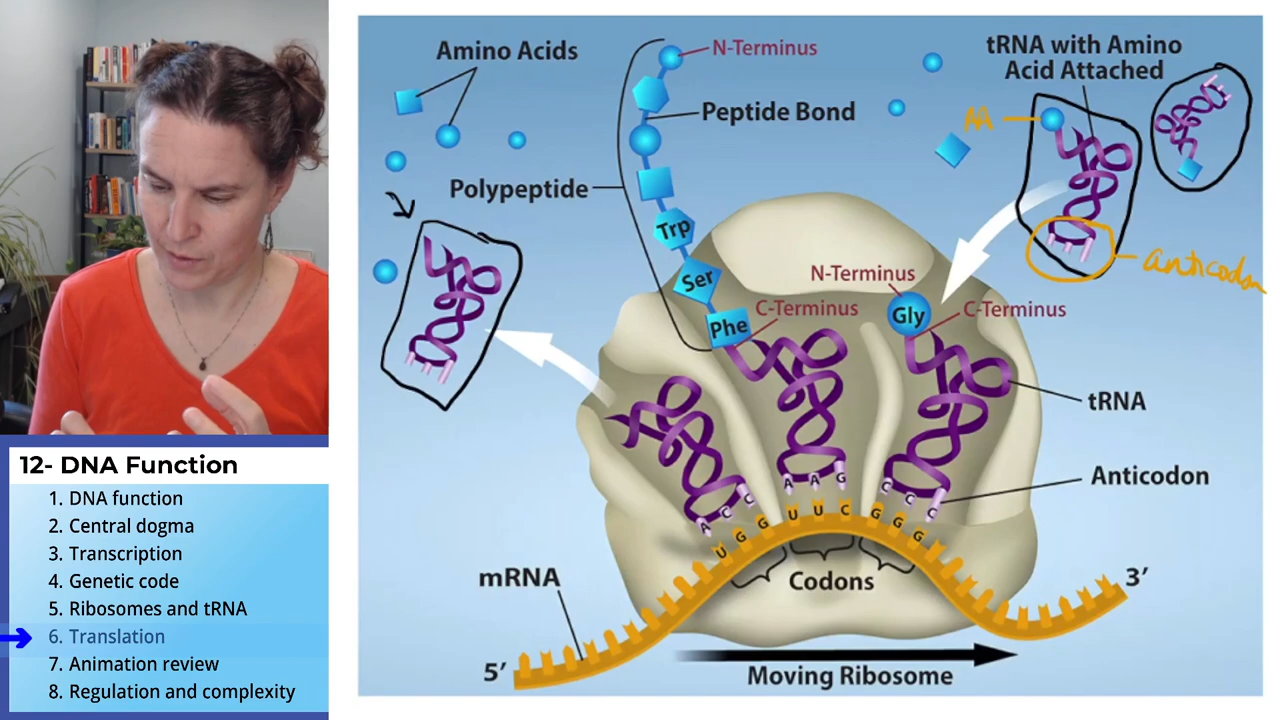 Amino Acids
N-Terminus
tRNA with Amino
Acid Attached
Peptide Bond
AA
Polypeptide
Trp
anticodon
Ser
N-Terminus
Phe
C-Terminus
Gly
C-Terminus
tRNA
Anticodon
A C C
A A G
C C C
U G G U U C G G G
mRNA
Codons
3′
5′
Moving Ribosome
12- DNA Function
1. DNA function
2. Central dogma
3. Transcription
4. Genetic code
5. Ribosomes and tRNA
6. Translation
7. Animation review
8. Regulation and complexity